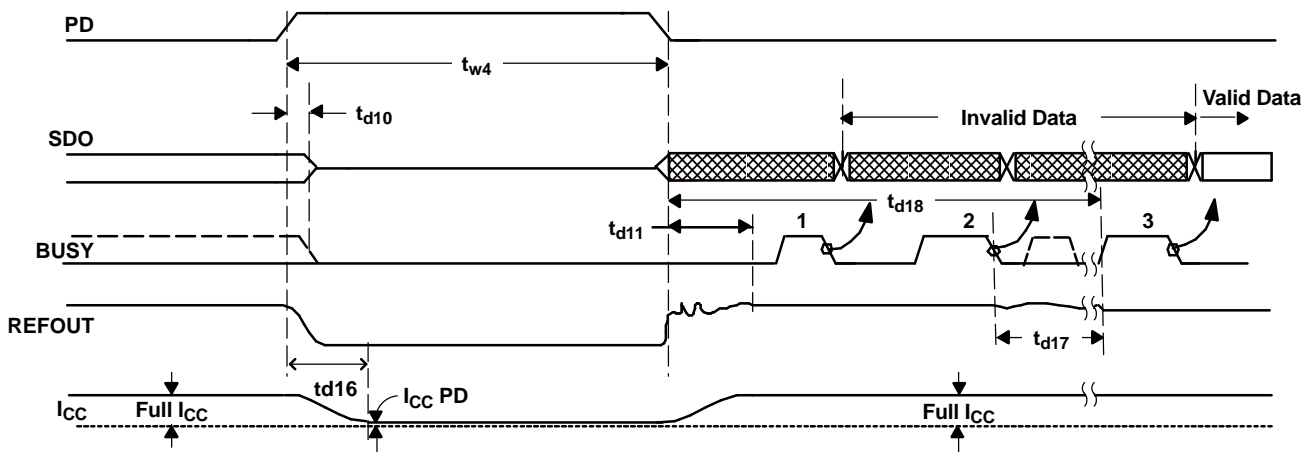 PD
tw4
td10
Valid Data
Invalid Data
SDO
td18
1
2
3
td11
BUSY
REFOUT
td17
td16
ICC PD
ICC
Full ICC
Full ICC